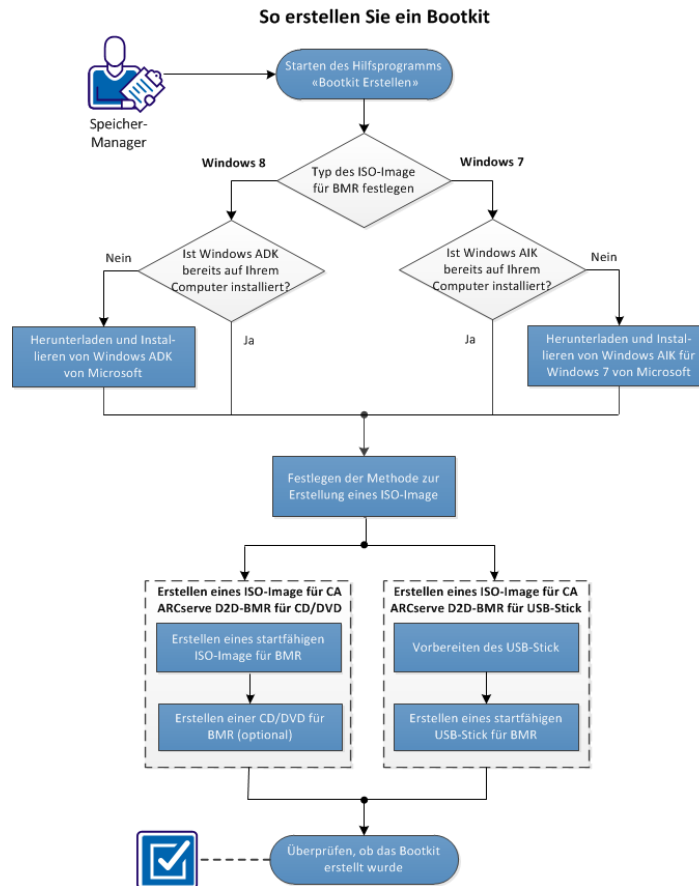 So erstellen Sie ein Bootkit
Starten des Hilfsprogramms
«Bootkit Erstellen»
Speicher-
Manager
Windows 8
Windows 7
Typ des ISO-Image
für BMR festlegen
Nein
Ist Windows ADK
bereits auf Ihrem
Computer installiert?
Ist Windows AIK
bereits auf Ihrem
Computer installiert?
Nein
Herunterladen und Instal-
lieren von Windows ADK
von Microsoft
Ja
Ja
Herunterladen und Instal-
lieren von Windows AIK für
Windows 7 von Microsoft
Festlegen der Methode zur
Erstellung eines ISO-Image
Erstellen eines ISO-Image für CA
ARCserve D2D-BMR für CD/DVD
Erstellen eines startfähigen
ISO-Image für BMR
Erstellen einer CD/DVD für
BMR (optional)
Erstellen eines ISO-Image für CA
ARCserve D2D-BMR für USB-Stick
Vorbereiten des USB-Stick
Erstellen eines startfähigen
USB-Stick für BMR
Überprüfen, ob das Bootkit
erstellt wurde